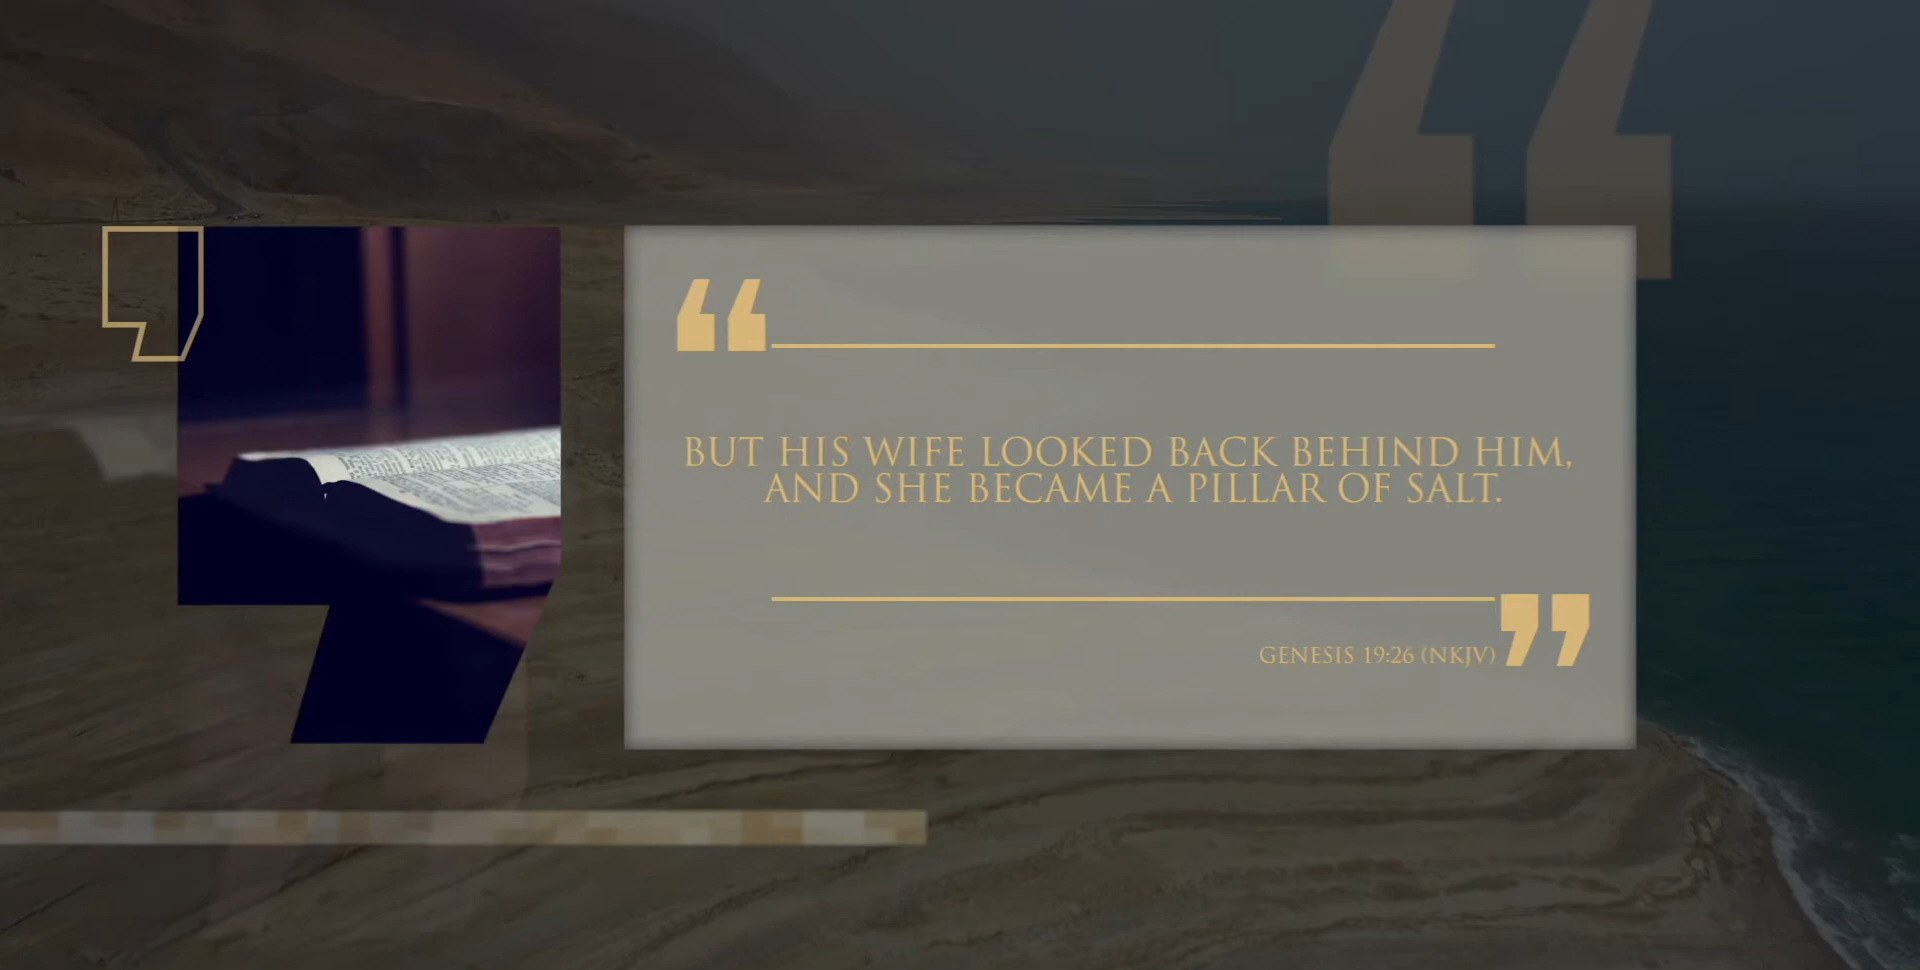 BUT HIS WIFE LOOKED BACK BEHIND HIM,
AND SHE BECAME A PILLAR OF SALT.
GENESIS 19:26 (NKJV)